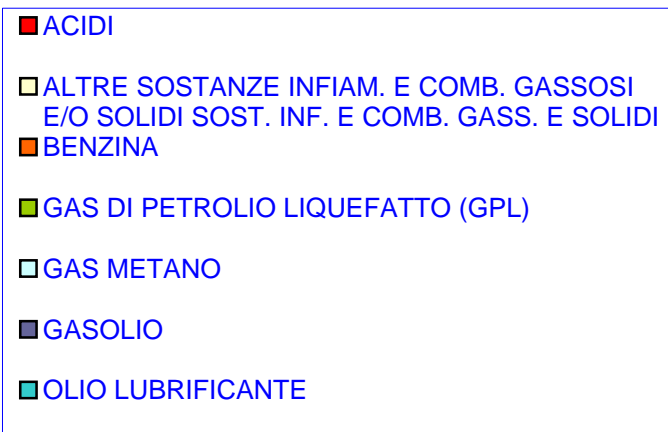 ACIDI
ALTRE SOSTANZE INFIAM. E COMB. GASSOSI
E/O SOLIDI SOST. INF. E COMB. GASS. E SOLIDI
BENZINA
GAS DI PETROLIO LIQUEFATTO (GPL)
GAS METANO
GASOLIO
OLIO LUBRIFICANTE